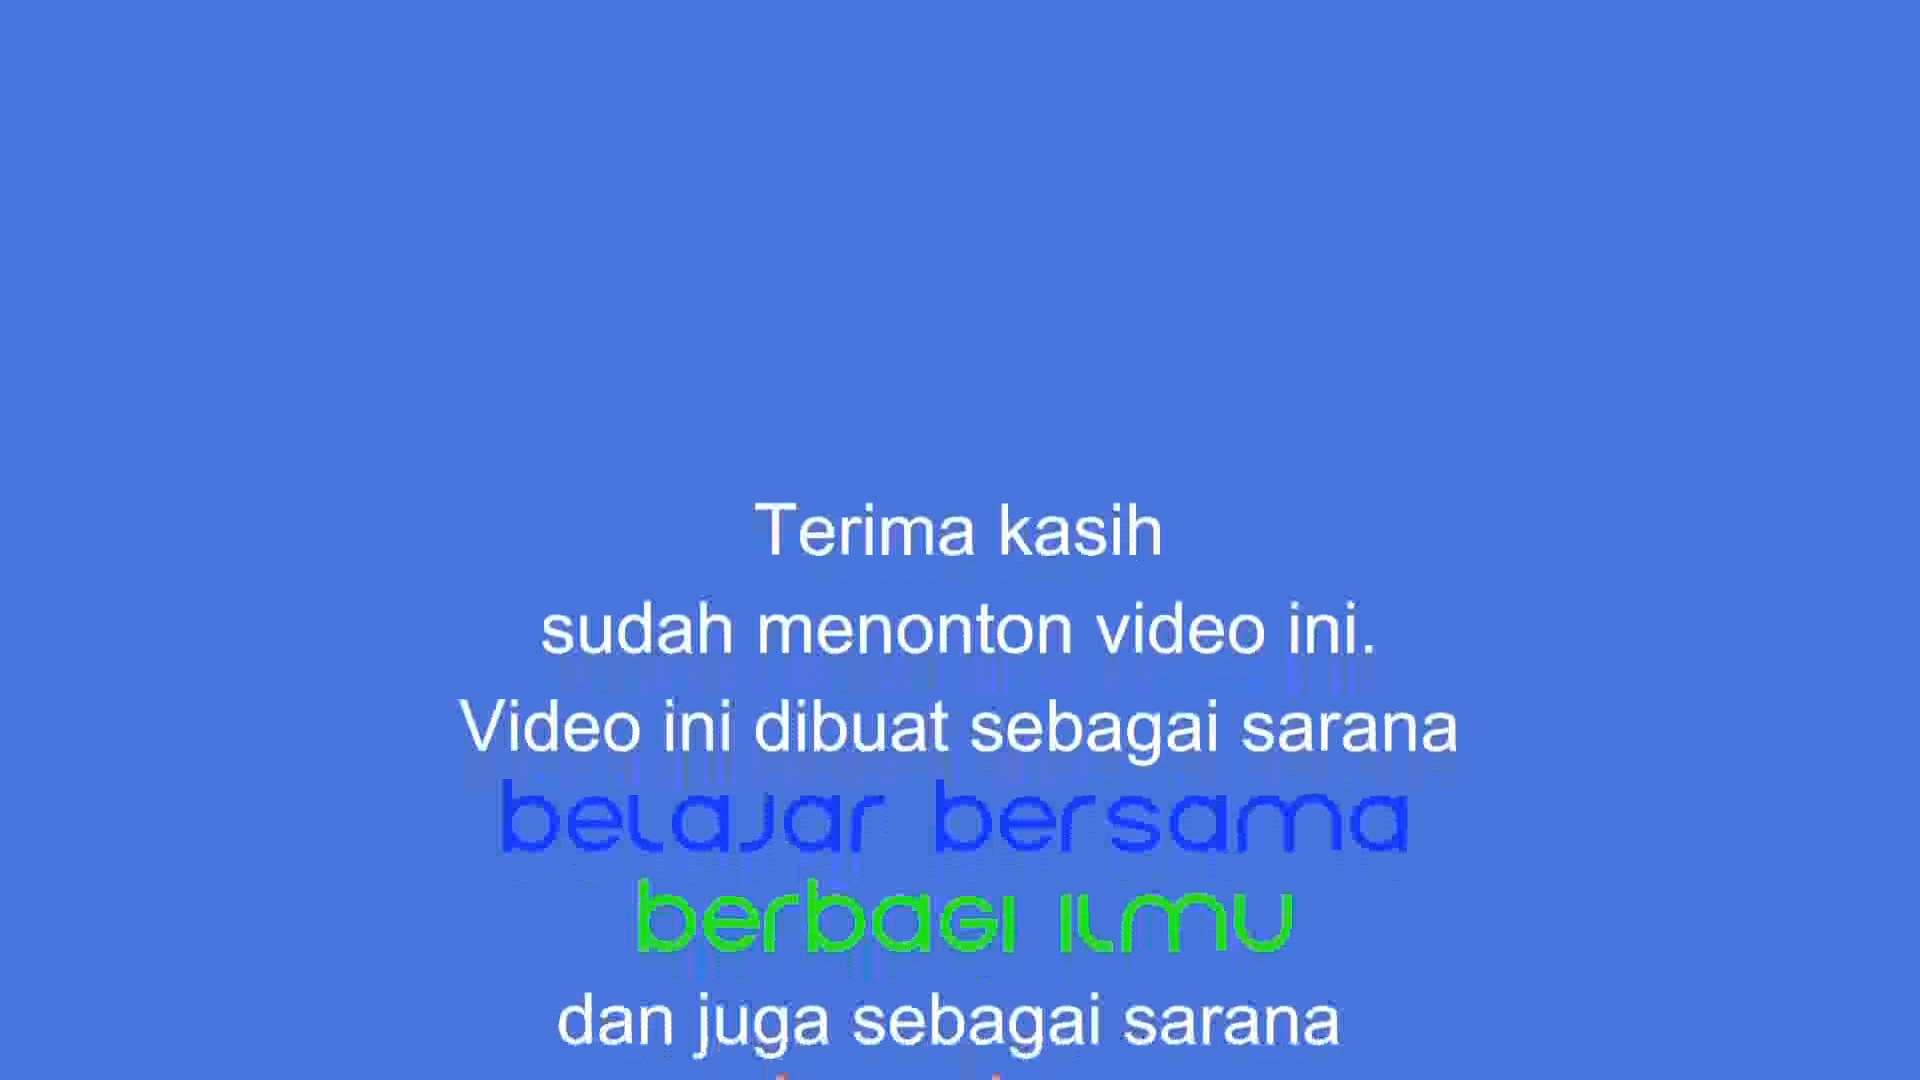 Terima kasih
sudah menonton video ini.
Video ini dibuat sebagai sarana
belajar bersama
berbagi ilmu
dan juga sebagai sarana